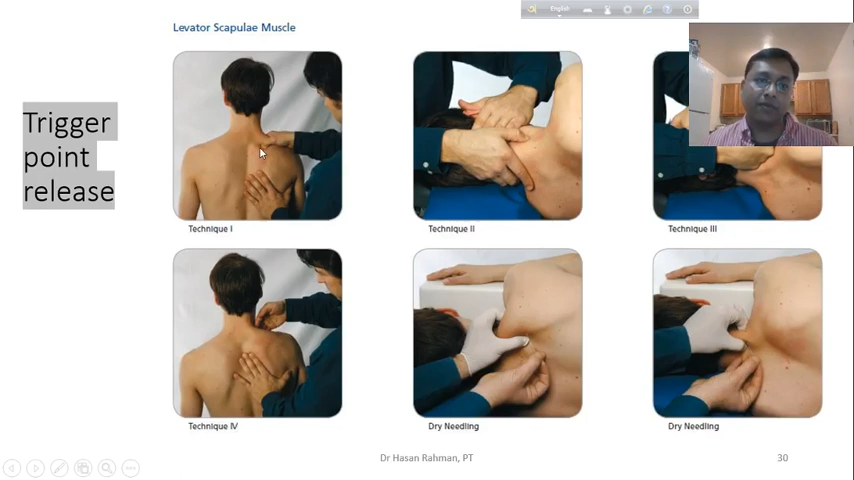 English
Levator Scapulae Muscle
Trigger
point
release
Technique I
Technique II
Technique III
Technique IV
Dry Needling
Dry Needling
Dr Hasan Rahman, PT
30